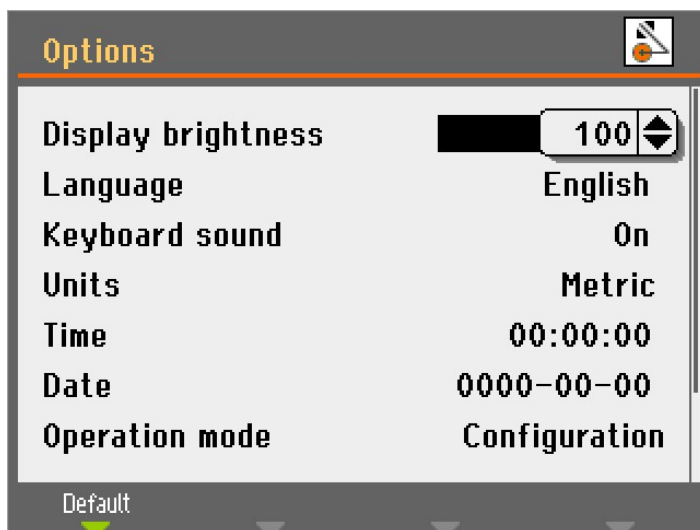 Options
Display brightness 100
Language English
Keyboard sound On
Units Metric
Time 00:00:00
Date 0000-00-00
Operation mode Configuration
Default